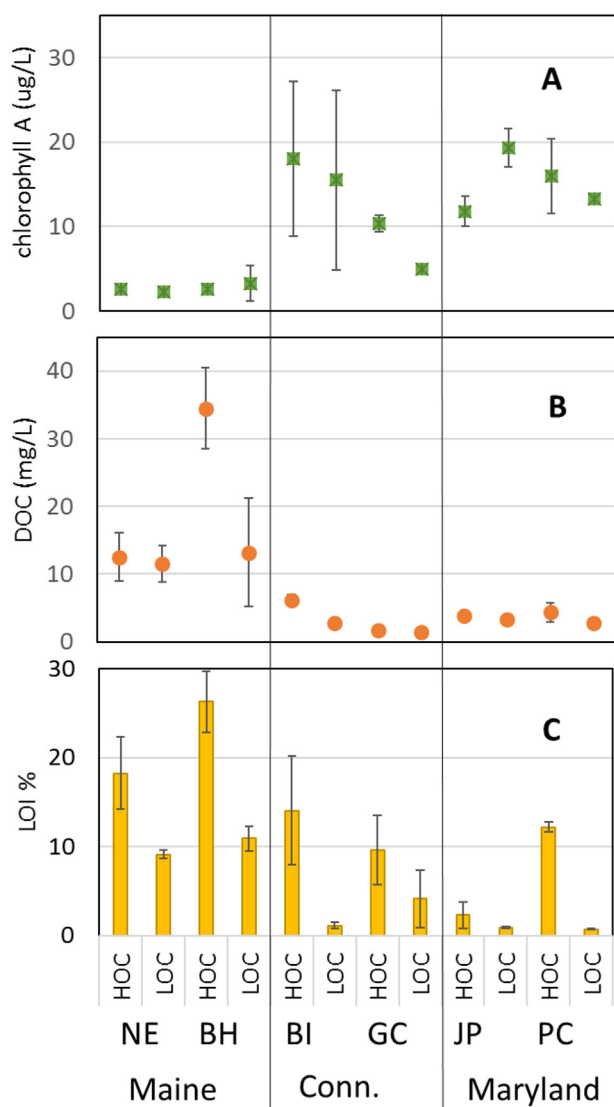 A
chlorophyll A (ug/L)
30
20
10
0
B
DOC (mg/L)
40
30
20
10
0
C
LOI %
30
20
10
0
HOC LOC HOC LOC HOC LOC HOC LOC HOC LOC HOC LOC
NE BH BI GC JP PC
Maine Conn. Maryland